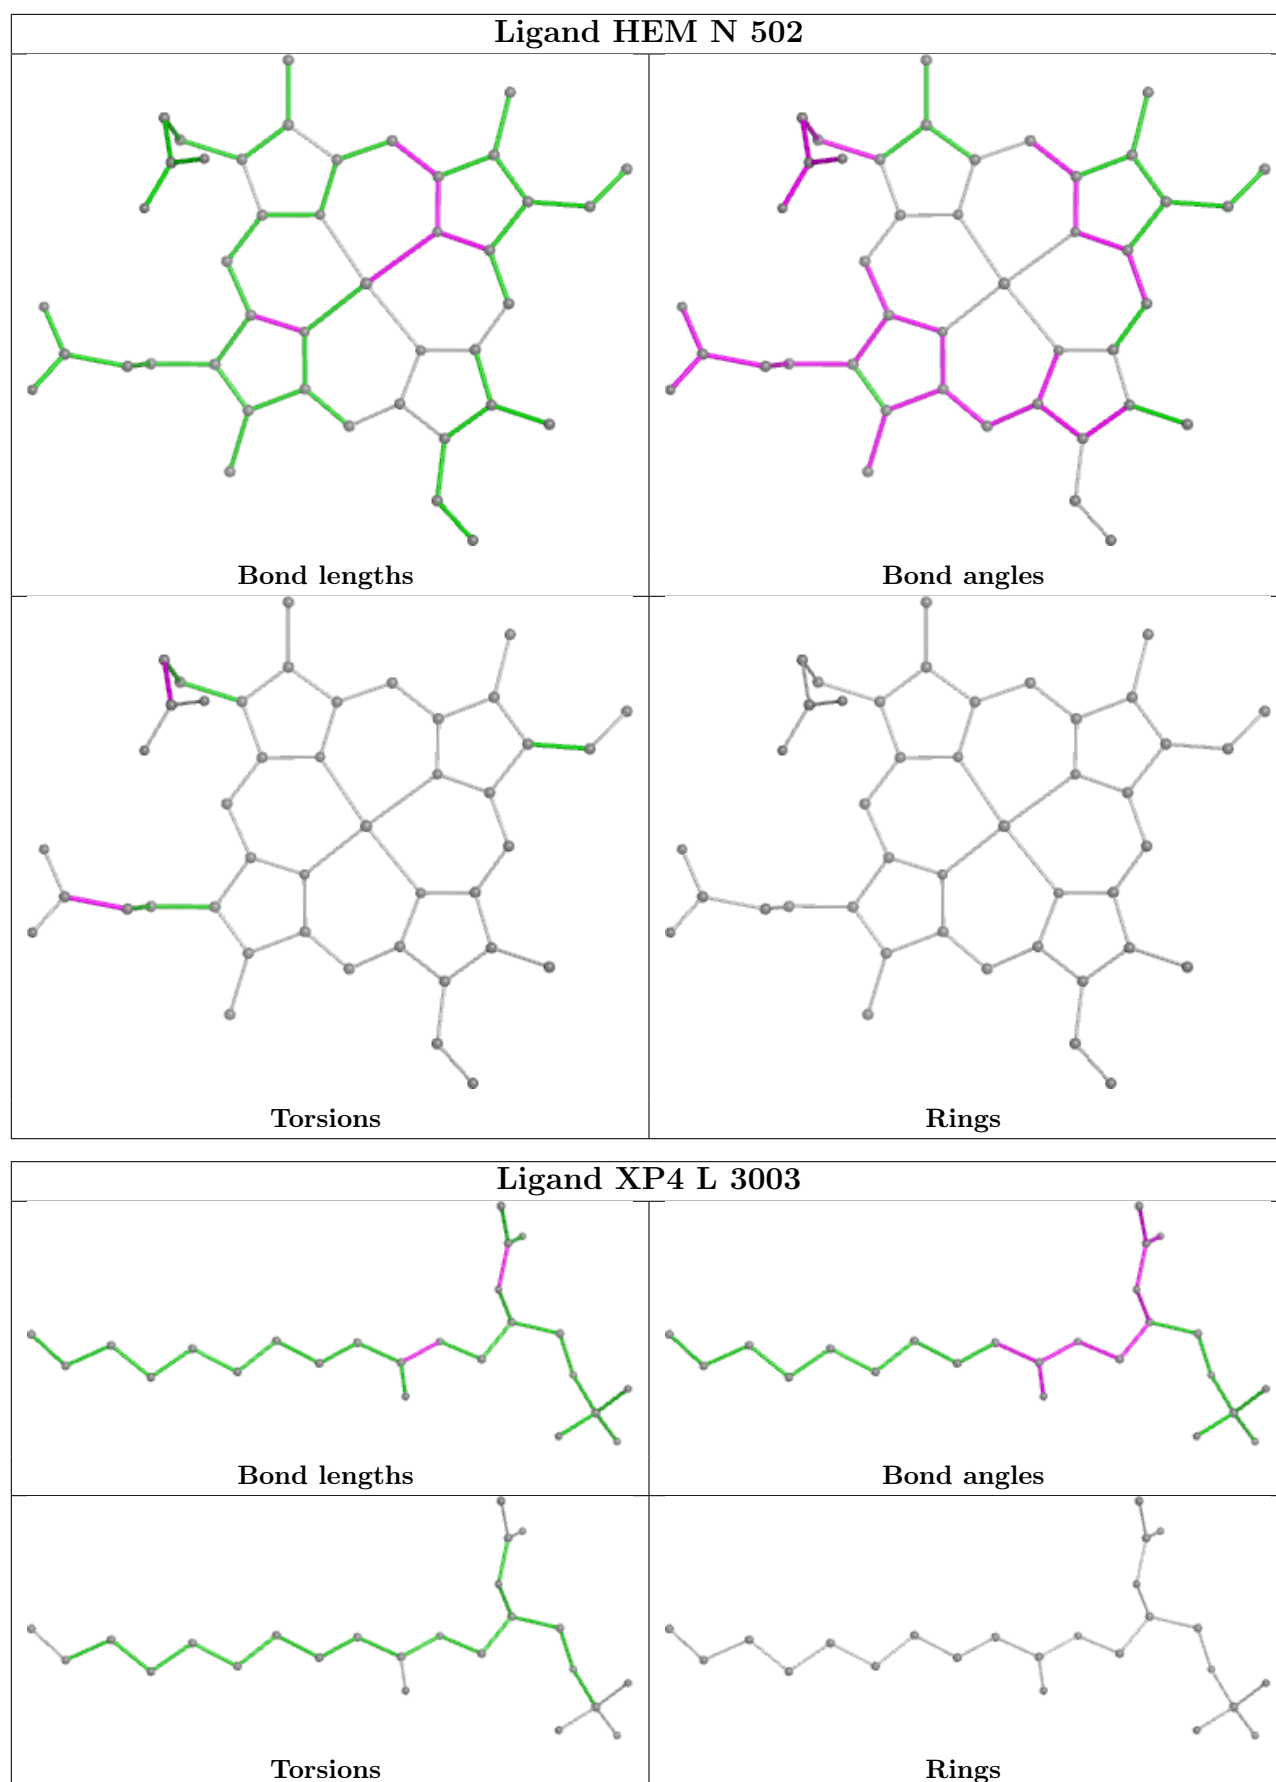 Ligand HEM N 502
Bond lengths
Bond angles
Torsions
Rings
Ligand XP4 L 3003
Bond lengths
Bond angles
Torsions
Rings